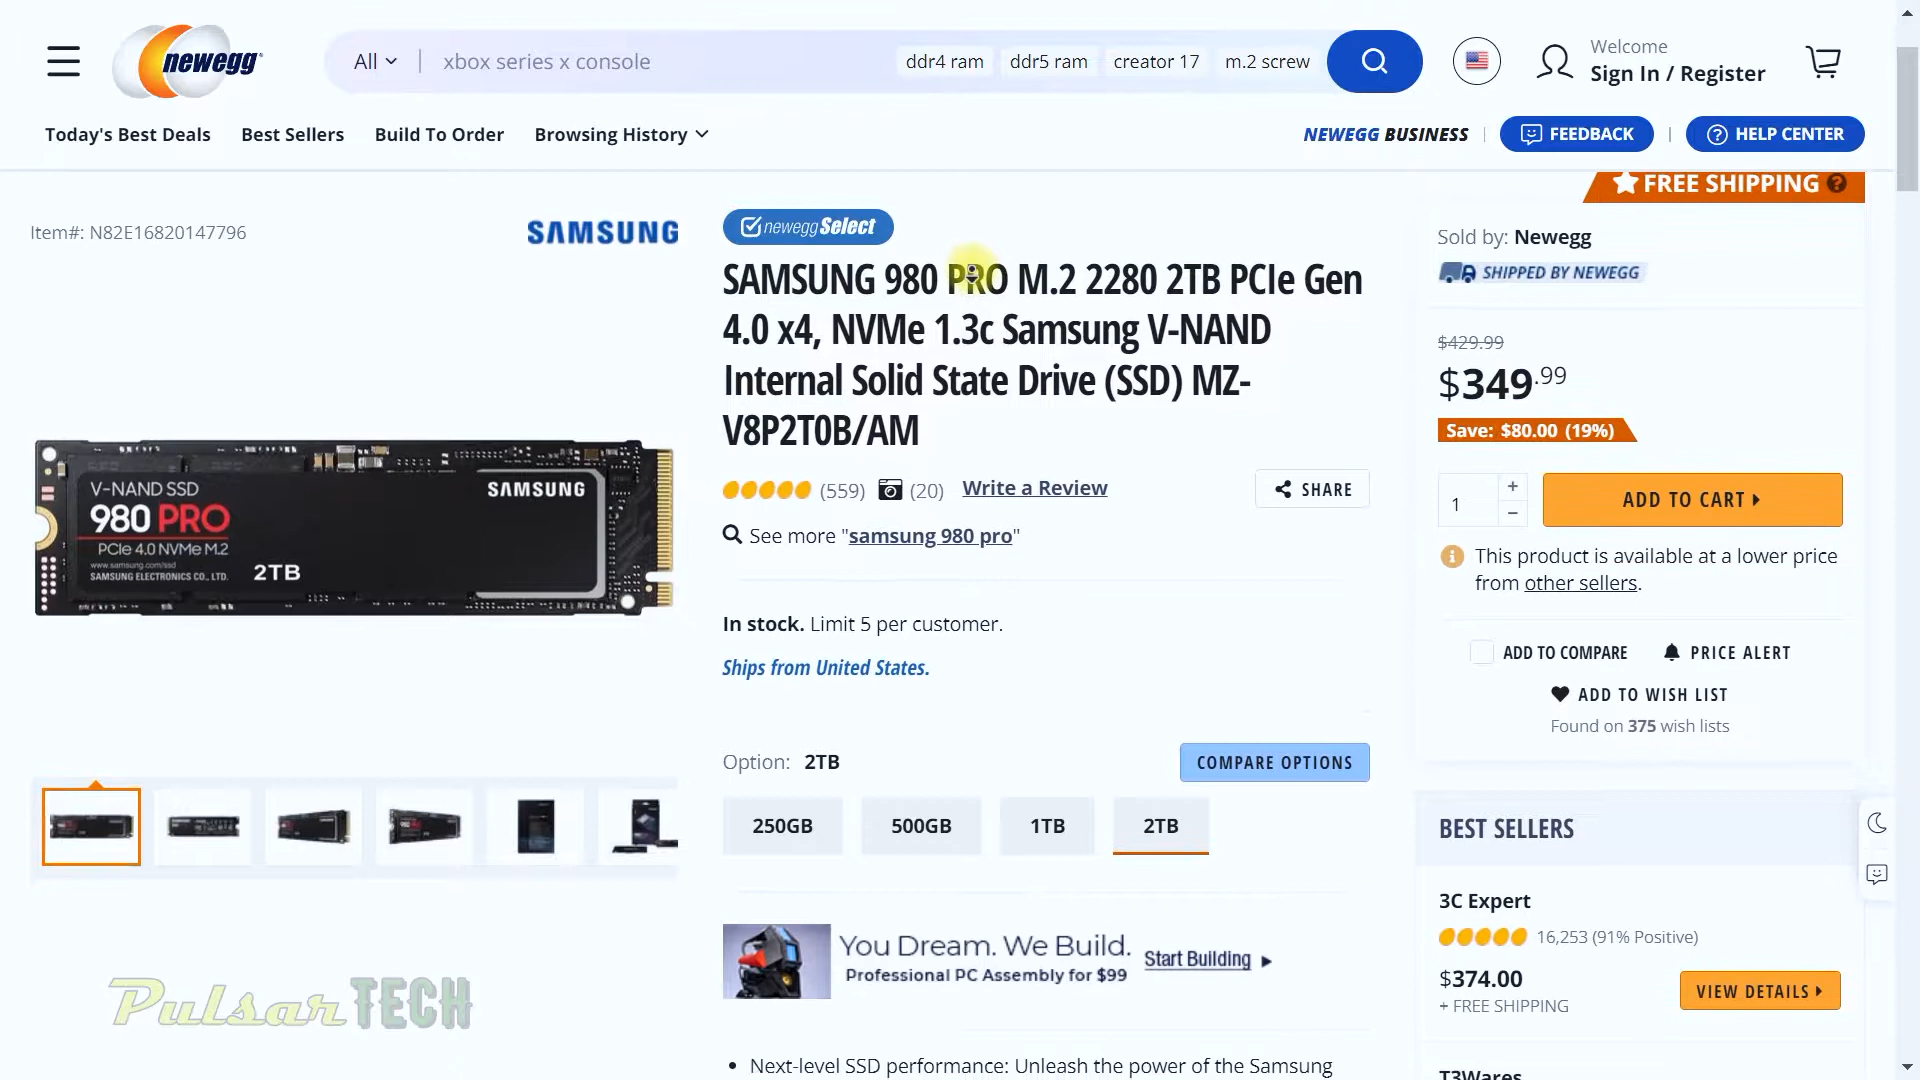 newegg
All
xbox series x console
ddr4 ram
ddr5 ram
creator 17
m.2 screw
Welcome
Sign In / Register
Today's Best Deals
Best Sellers
Build To Order
Browsing History
NEWEGG BUSINESS
FEEDBACK
HELP CENTER
FREE SHIPPING
Item#: N82E16820147796
SAMSUNG
neweggSelect
SAMSUNG 980 PRO M.2 2280 2TB PCIe Gen
4.0 x4, NVMe 1.3c Samsung V-NAND
Internal Solid State Drive (SSD) MZ-
V8P2T0B/AM
(559)
(20)
Write a Review
SHARE
See more "samsung 980 pro"
In stock. Limit 5 per customer.
Ships from United States.
Option: 2TB
COMPARE OPTIONS
250GB
500GB
1TB
2TB
You Dream. We Build.
Professional PC Assembly for $99
Start Building
Next-level SSD performance: Unleash the power of the Samsung
V-NAND SSD
980 PRO
PCIe 4.0 NVMe M.2
www.samsung.com/ssd
SAMSUNG ELECTRONICS CO., LTD.
2TB
SAMSUNG
PulsarTECH
Sold by: Newegg
SHIPPED BY NEWEGG
$429.99
$349.99
Save: $80.00 (19%)
1
ADD TO CART
This product is available at a lower price
from other sellers.
ADD TO COMPARE
PRICE ALERT
ADD TO WISH LIST
Found on 375 wish lists
BEST SELLERS
3C Expert
16,253 (91% Positive)
$374.00
+ FREE SHIPPING
VIEW DETAILS
T3Wares